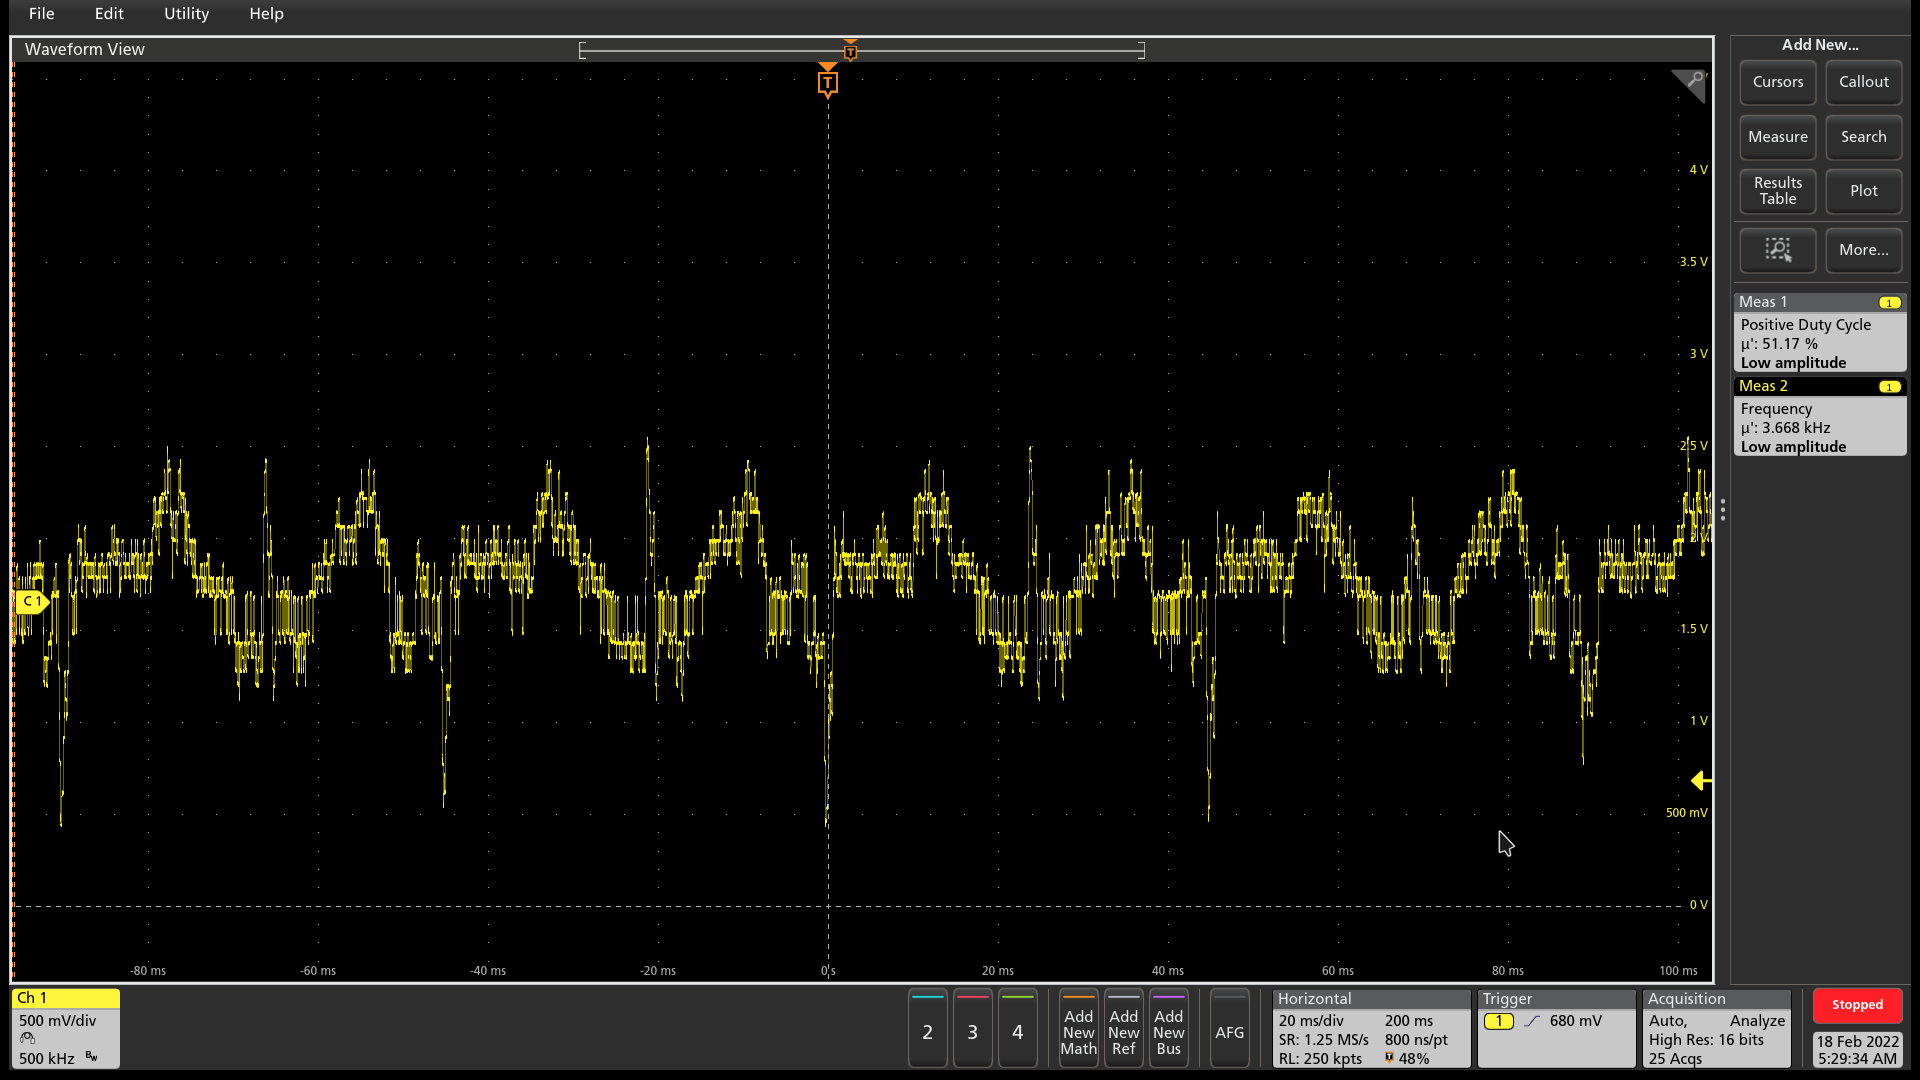 File Edit Utility Help
Waveform View
T
T
4 V
3.5 V
3 V
2.5 V
2 V
1.5 V
1 V
500 mV
0 V
C 1
-80 ms -60 ms -40 ms -20 ms 0 s 20 ms 40 ms 60 ms 80 ms 100 ms
Add New...
Cursors Callout
Measure Search
Results Table Plot
More...
Meas 1 1
Positive Duty Cycle
µ': 51.17 %
Low amplitude
Meas 2 1
Frequency
µ': 3.668 kHz
Low amplitude
Ch 1
500 mV/div
500 kHz Bw
2 3 4
Add New Math
Add New Ref
Add New Bus
AFG
Horizontal
20 ms/div 200 ms
SR: 1.25 MS/s 800 ns/pt
RL: 250 kpts 48%
Trigger
1 680 mV
Acquisition
Auto, Analyze
High Res: 16 bits
25 Acqs
Stopped
18 Feb 2022
5:29:34 AM